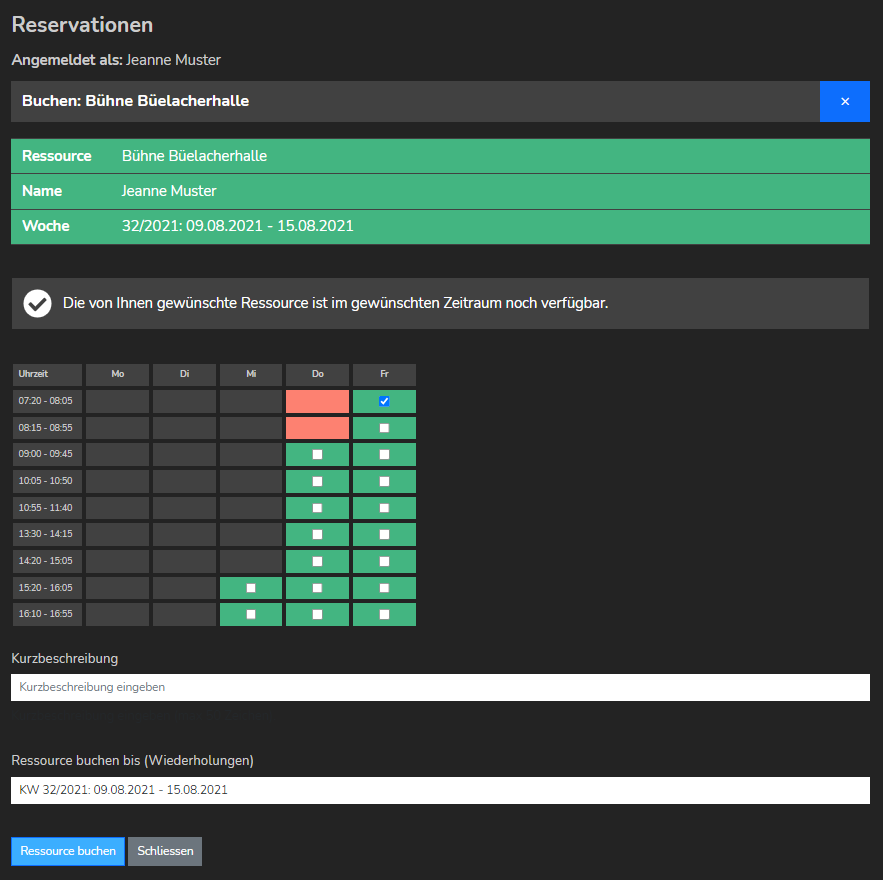 Reservationen
Angemeldet als: Jeanne Muster
Buchen: Bühne Büelacherhalle ×
Ressource Bühne Büelacherhalle
Name Jeanne Muster
Woche 32/2021: 09.08.2021 - 15.08.2021
Die von Ihnen gewünschte Ressource ist im gewünschten Zeitraum noch verfügbar.
Uhrzeit Mo Di Mi Do Fr
07:20 - 08:05
08:15 - 08:55
09:00 - 09:45
10:05 - 10:50
10:55 - 11:40
13:30 - 14:15
14:20 - 15:05
15:20 - 16:05
16:10 - 16:55
Kurzbeschreibung
Kurzbeschreibung eingeben
Ressource buchen bis (Wiederholungen)
KW 32/2021: 09.08.2021 - 15.08.2021
Ressource buchen Schliessen